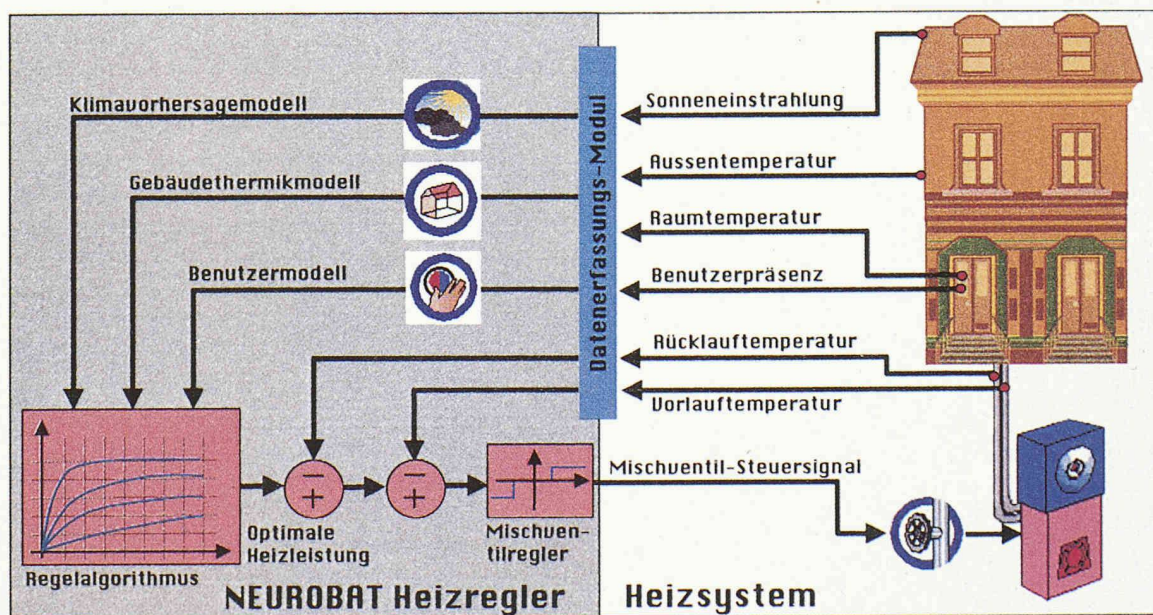 Klimavorhersagemodell
Gebäudethermikmodell
Benutzermodell
Datenerfassungs-Modul
Sonneneinstrahlung
Aussentemperatur
Raumtemperatur
Benutzerpräsenz
Rücklauftemperatur
Vorlauftemperatur
Mischventil-Steuersignal
−
+
−
+
Optimale
Heizleistung
Mischven-
tilregler
Regelalgorithmus
NEUROBAT Heizregler
Heizsystem